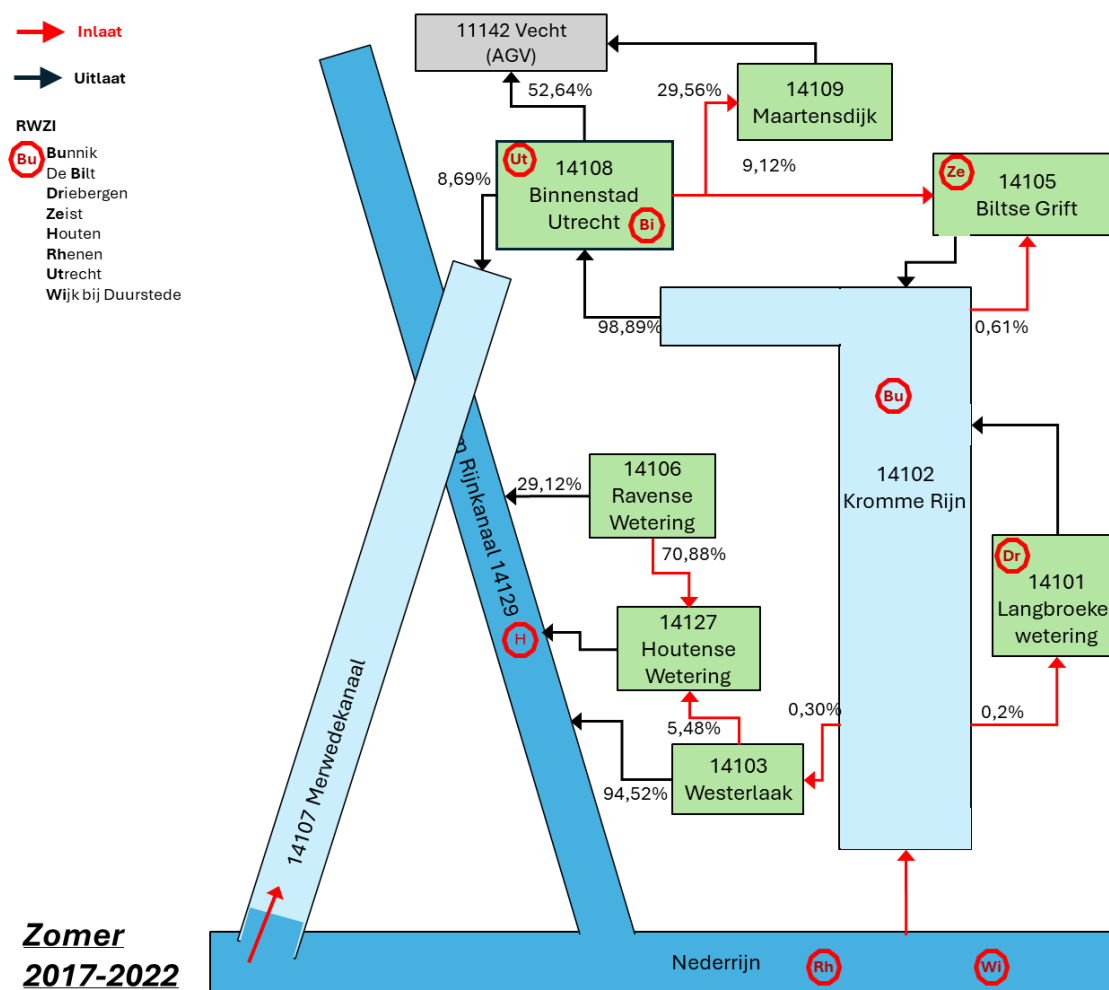 Inlaat
Uitlaat
RWZI
Bu
Bunnik
De Bilt
Driebergen
Zeist
Houten
Rhenen
Utrecht
Wijk bij Duurstede
11142 Vecht
(AGV)
52,64%
29,56%
14109
Maartensdijk
8,69%
Ut
14108
Binnenstad
Utrecht
Bi
9,12%
Ze
14105
Biltse Grift
98,89%
0,61%
Bu
14102
Kromme Rijn
m Rijnkanaal 14129
29,12%
14106
Ravense
Wetering
70,88%
H
14127
Houtense
Wetering
Dr
14101
Langbroeke
wetering
0,30%
0,2%
5,48%
14103
Westerlaak
94,52%
14107 Merwedekanaal
Zomer
2017-2022
Nederrijn
Rh
Wi